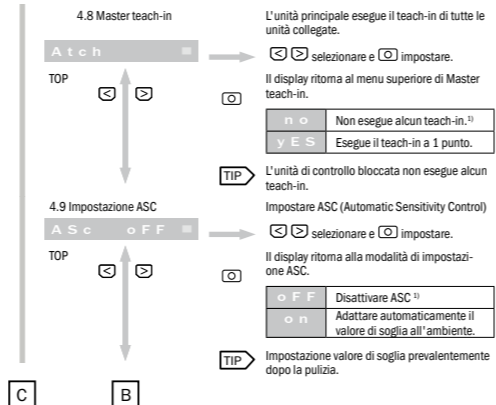 4.8 Master teach-in
L'unità principale esegue il teach-in di tutte le
unità collegate.
Atch
< > selezionare e O impostare.
TOP
< >
O
Il display ritorna al menu superiore di Master
teach-in.
no Non esegue alcun teach-in.¹⁾
yES Esegue il teach-in a 1 punto.
TIP L'unità di controllo bloccata non esegue alcun
teach-in.
4.9 Impostazione ASC
Impostare ASC (Automatic Sensitivity Control)
ASc oFF
< > selezionare e O impostare.
TOP
< >
O
Il display ritorna alla modalità di impostazi-
one ASC.
oFF Disattivare ASC ¹⁾
on Adattare automaticamente il
valore di soglia all'ambiente.
TIP Impostazione valore di soglia prevalentemente
dopo la pulizia.
C B